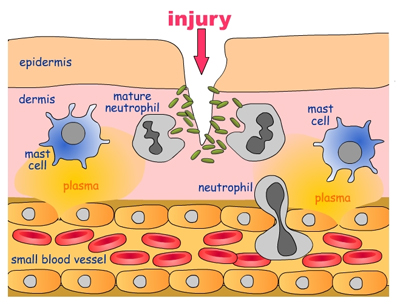 injury
epidermis
dermis
mature
neutrophil
mast
cell
mast
cell
plasma
neutrophil
plasma
small blood vessel